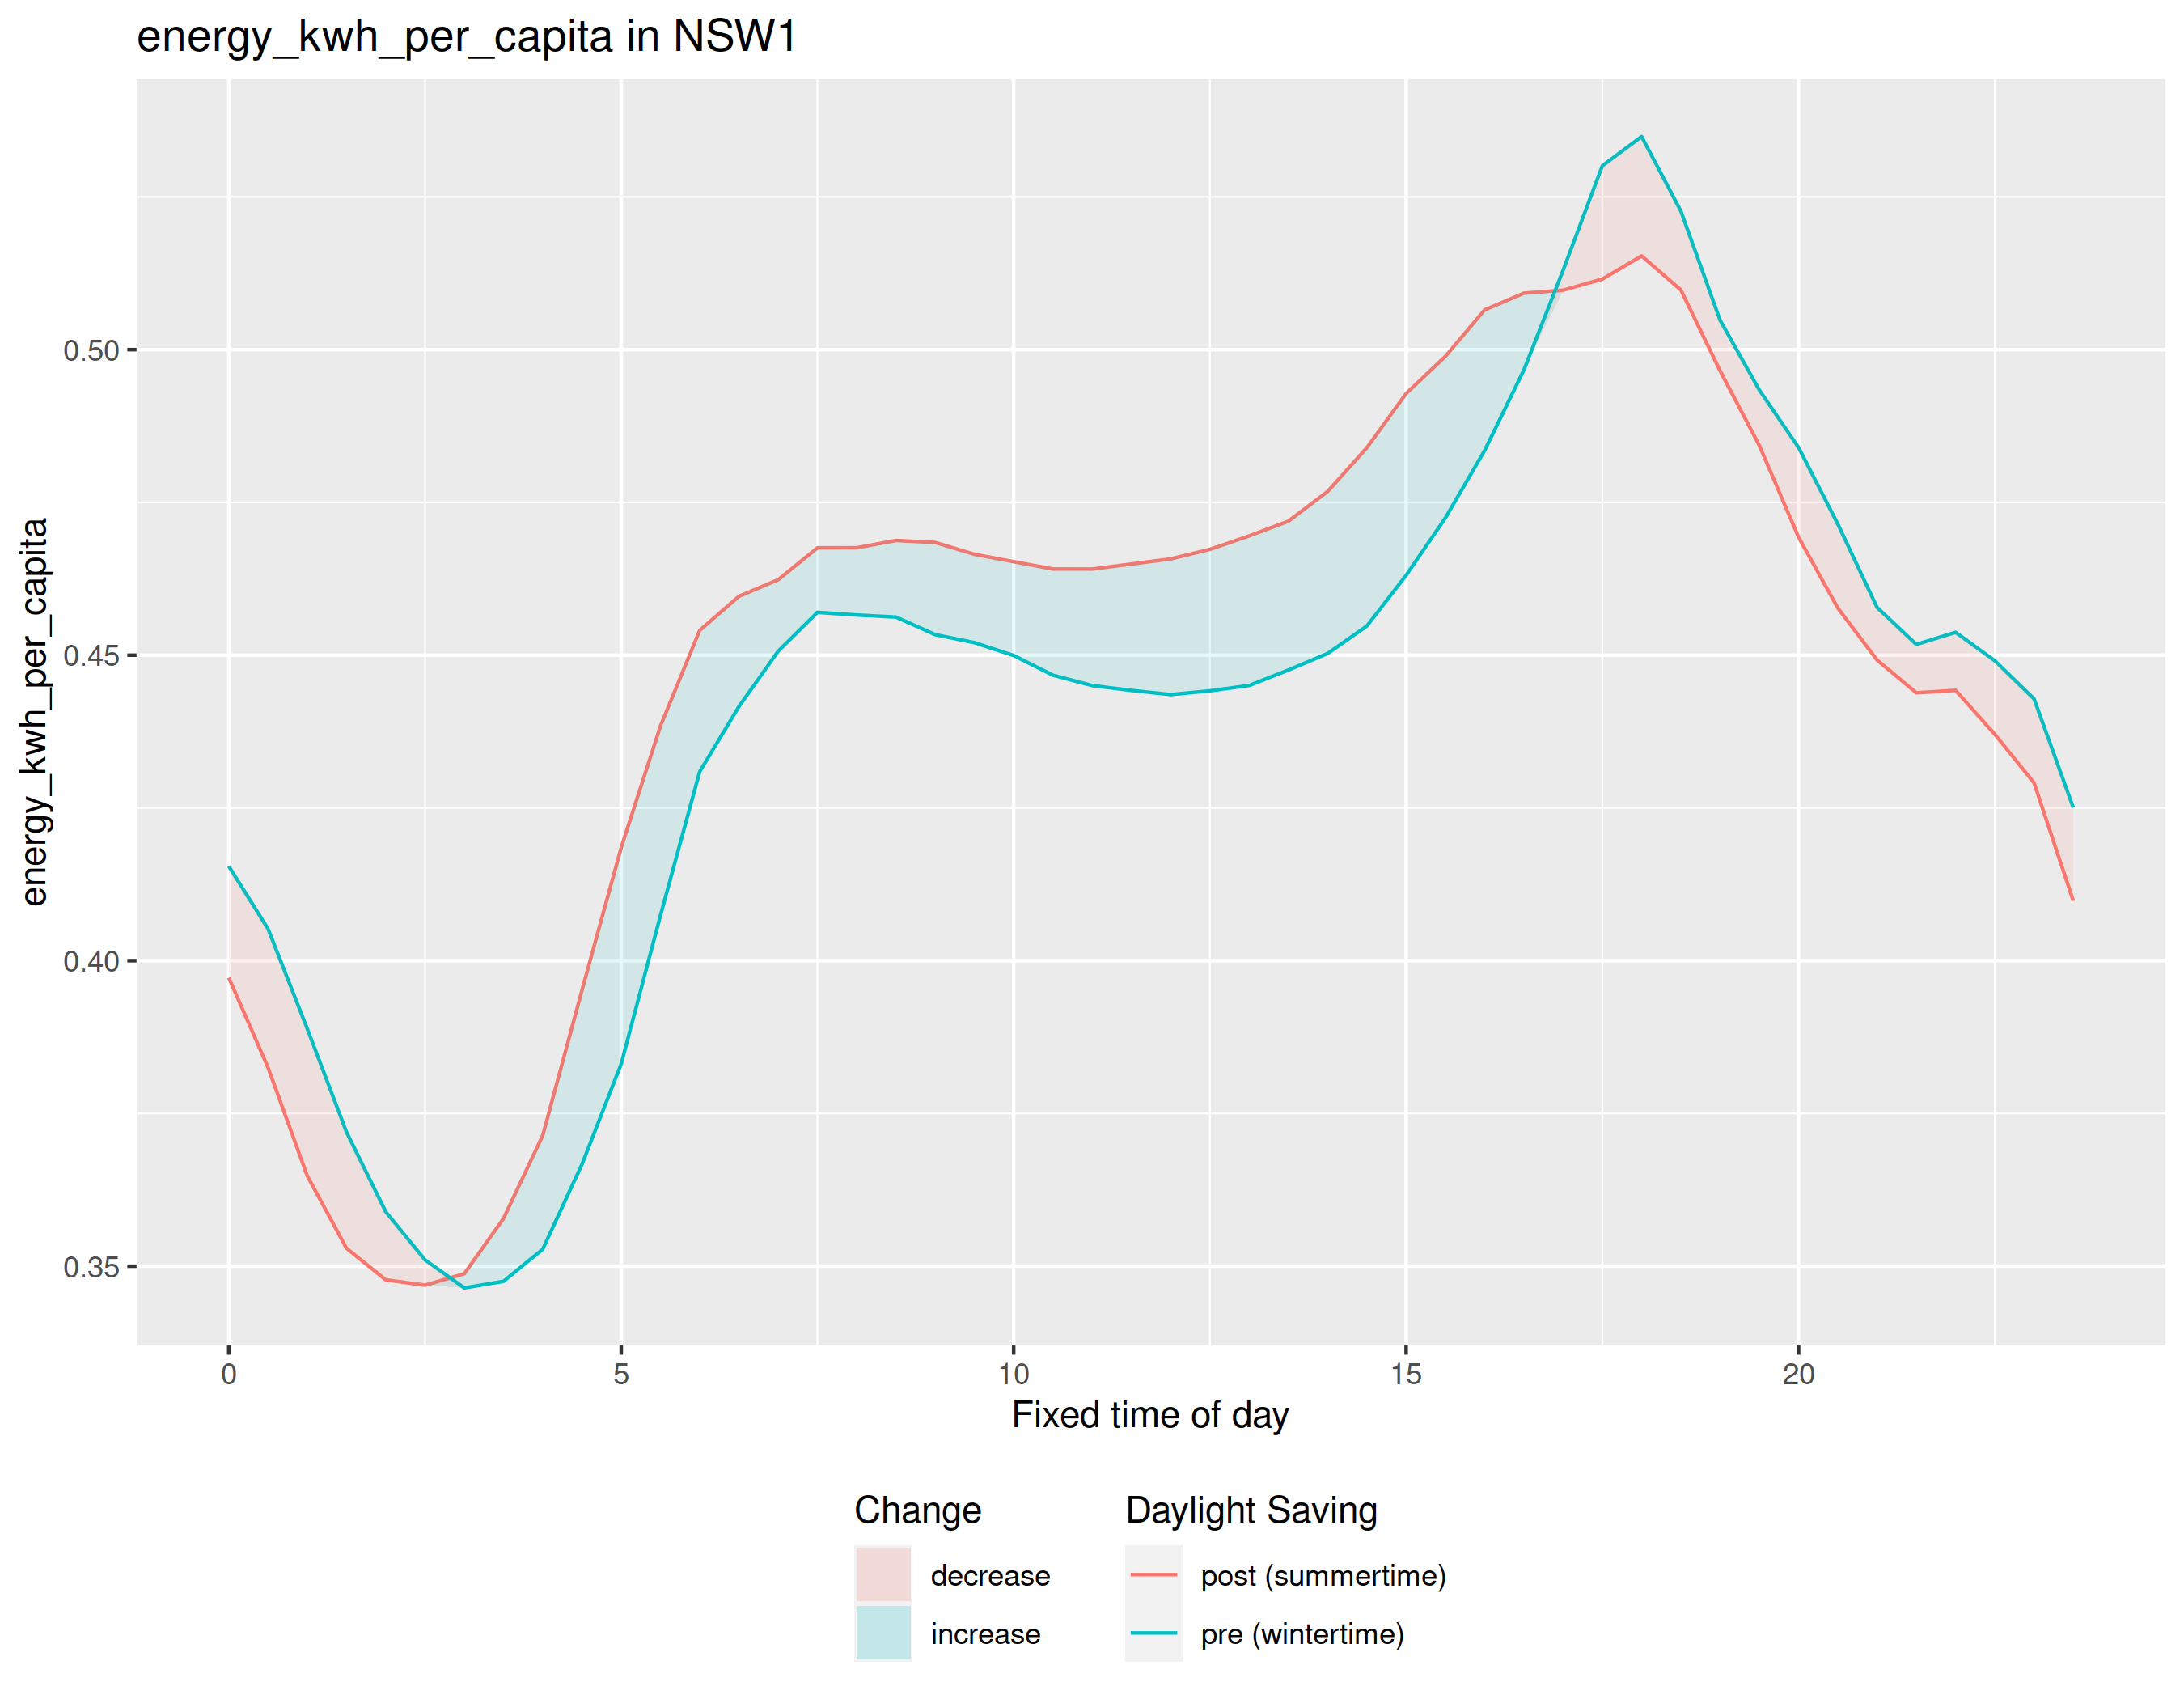 energy_kwh_per_capita in NSW1
energy_kwh_per_capita
0.50
0.45
0.40
0.35
0
5
10
15
20
Fixed time of day
Change
decrease
increase
Daylight Saving
post (summertime)
pre (wintertime)